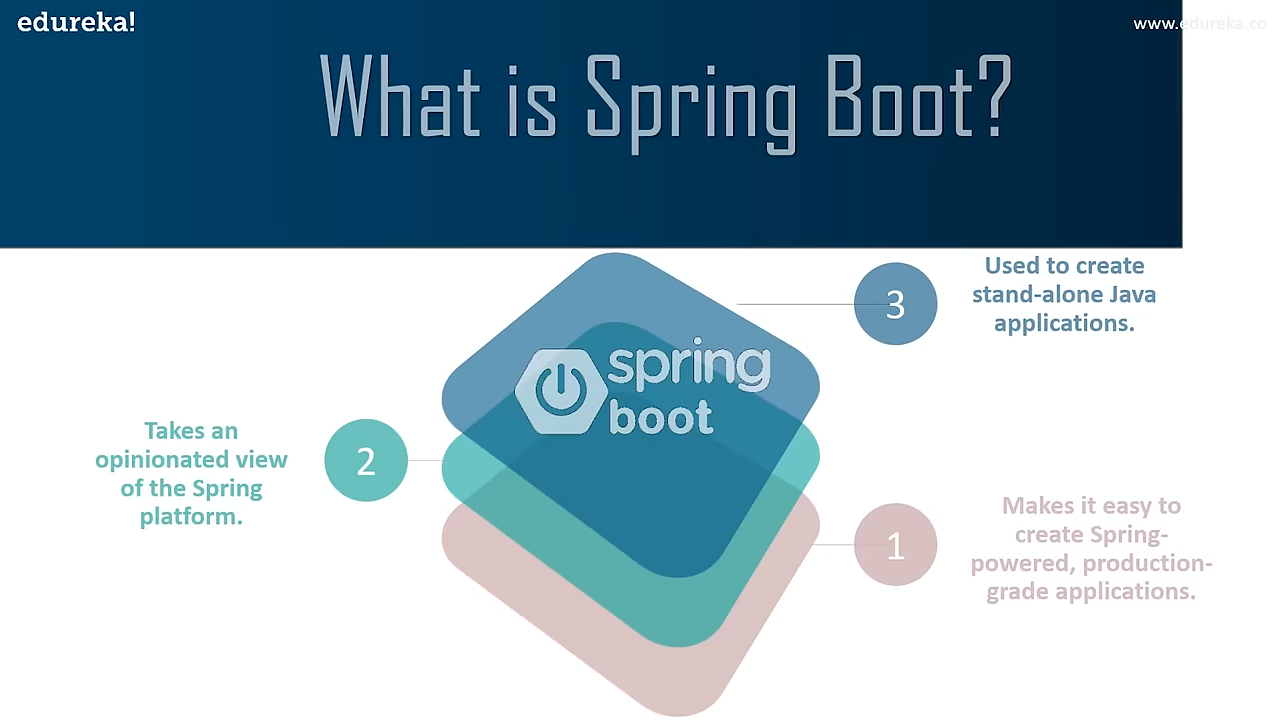 edureka!
www.edureka.co
What is Spring Boot?
3
Used to create
stand-alone Java
applications.
spring
boot
2
Takes an
opinionated view
of the Spring
platform.
1
Makes it easy to
create Spring-
powered, production-
grade applications.